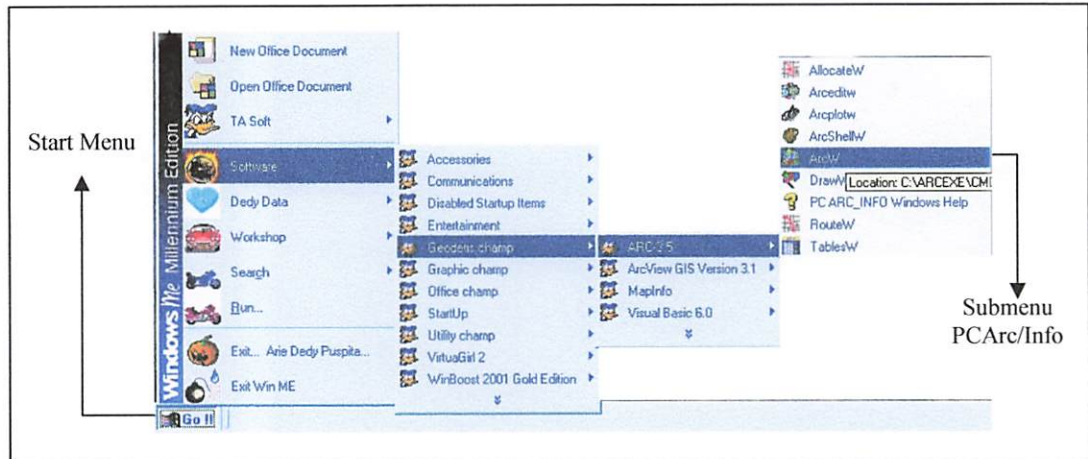 Start Menu
Windows Me Millennium Edition
New Office Document
Open Office Document
TA Soft
Software
Dedy Data
Workshop
Search
Run...
Exit... Arie Dedy Puspita...
Exit Win ME
Go !!
Accessories
Communications
Disabled Startup Items
Entertainment
Geodetis champ
Graphic champ
Office champ
StartUp
Utility champ
VirtuaGirl 2
WinBoost 2001 Gold Edition
ARC 3.5
ArcView GIS Version 3.1
MapInfo
Visual Basic 6.0
AllocateW
Arceditw
Arcplotw
ArcShellW
ArcW
DrawW Location: C:\ARCEXE\CMD
PC ARC_INFO Windows Help
RouteW
TablesW
Submenu
PCArc/Info